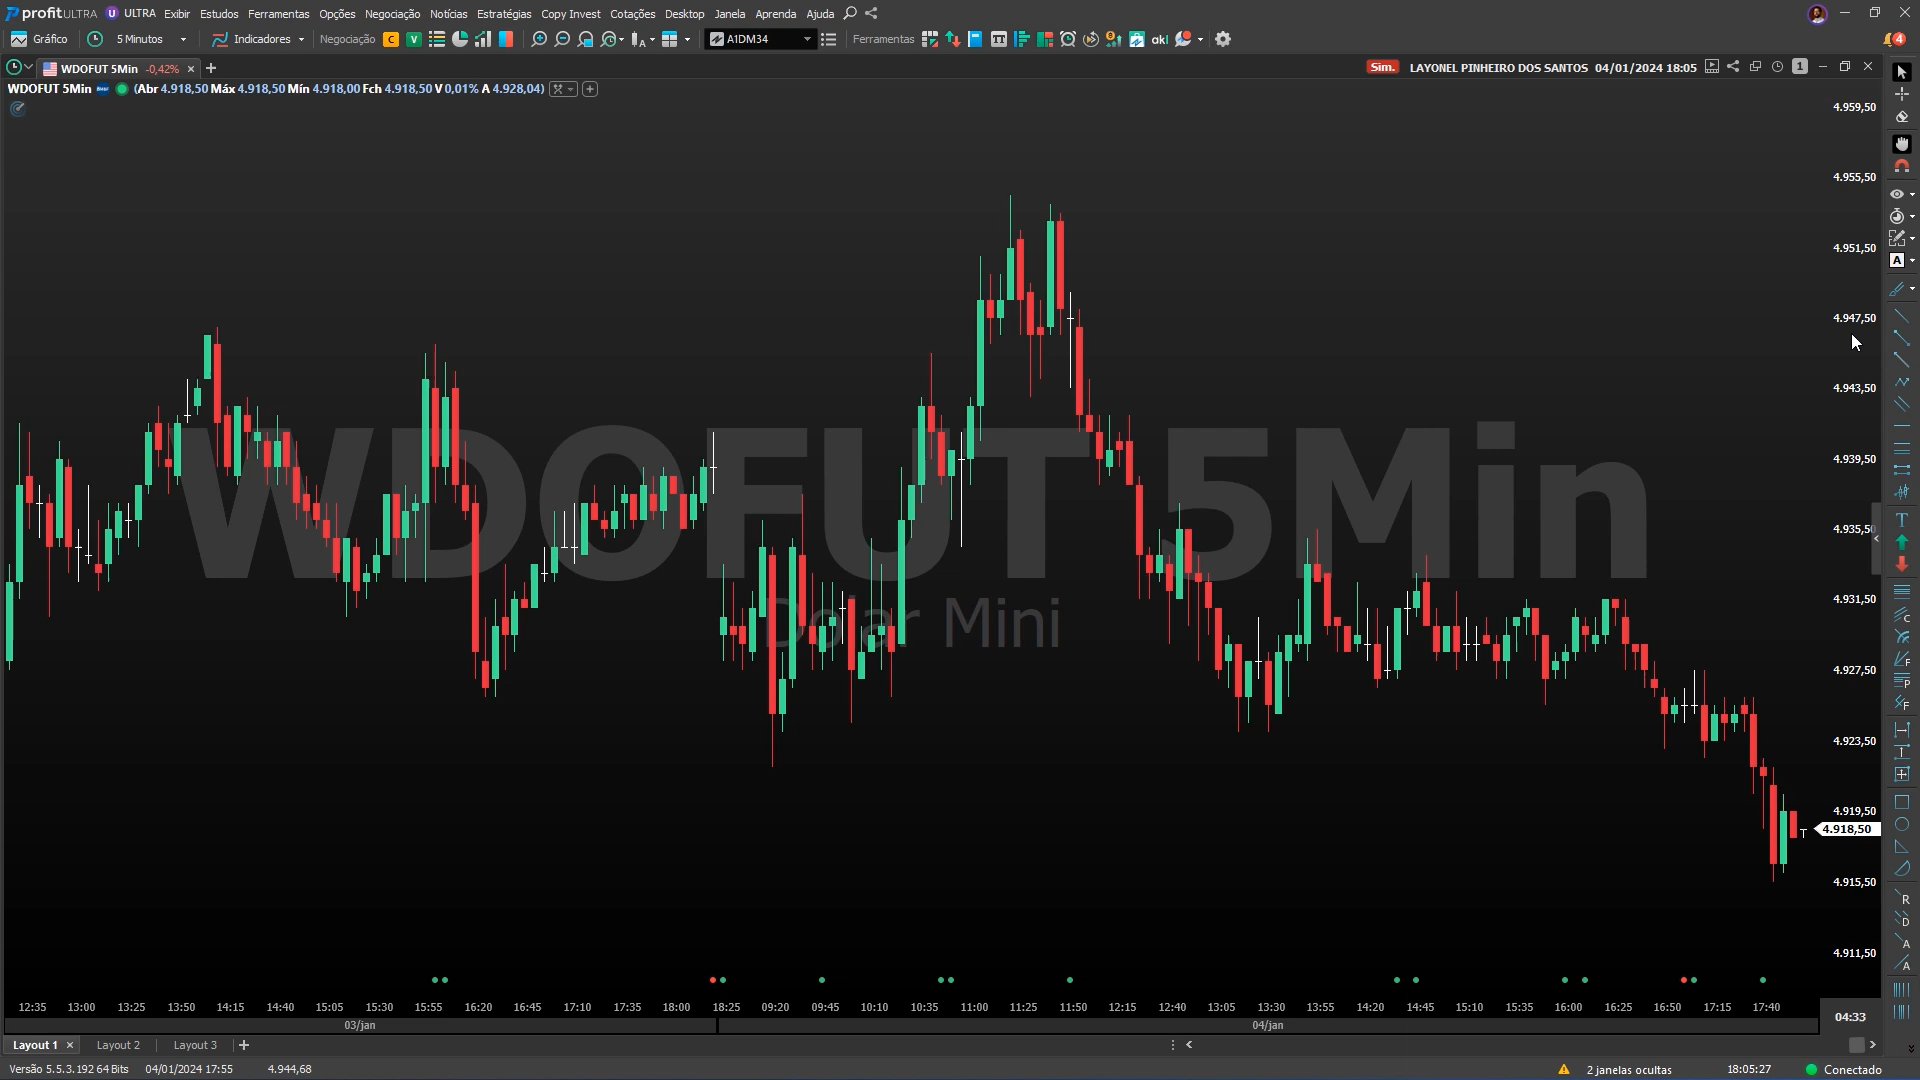 profitULTRA U ULTRA Exibir Estudos Ferramentas Opções Negociação Notícias Estratégias Copy Invest Cotações Desktop Janela Aprenda Ajuda
Gráfico 5 Minutos Indicadores Negociação C V A1DM34 Ferramentas akl 4
WDOFUT 5Min -0,42% × + Sim. LAYONEL PINHEIRO DOS SANTOS 04/01/2024 18:05 1
WDOFUT 5Min (Abr 4.918,50 Máx 4.918,50 Mín 4.918,00 Fch 4.918,50 V 0,01% A 4.928,04)
4.959,50
4.955,50
4.951,50
4.947,50
4.943,50
4.939,50
4.935,50
4.931,50
4.927,50
4.923,50
4.919,50
4.918,50
4.915,50
4.911,50
WDOFUT 5Min
Dolar Mini
12:35 13:00 13:25 13:50 14:15 14:40 15:05 15:30 15:55 16:20 16:45 17:10 17:35 18:00 18:25 09:20 09:45 10:10 10:35 11:00 11:25 11:50 12:15 12:40 13:05 13:30 13:55 14:20 14:45 15:10 15:35 16:00 16:25 16:50 17:15 17:40
04:33
03/jan 04/jan
Layout 1 × Layout 2 Layout 3 +
Versão 5.5.3.192 64 Bits 04/01/2024 17:55 4.944,68 2 janelas ocultas 18:05:27 Conectado